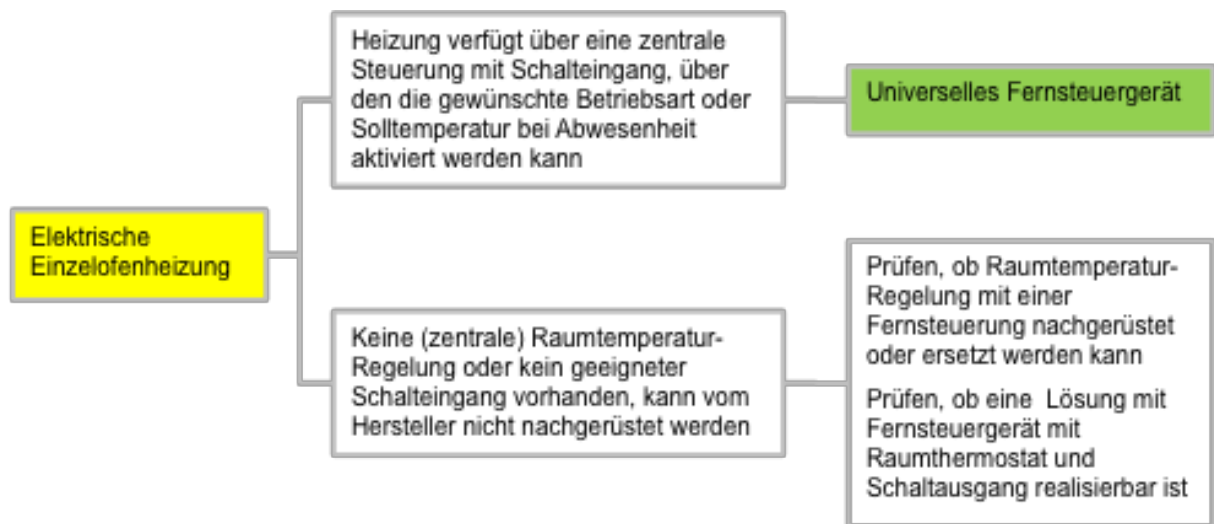 Elektrische
Einzelofenheizung
Heizung verfügt über eine zentrale
Steuerung mit Schalteingang, über
den die gewünschte Betriebsart oder
Solltemperatur bei Abwesenheit
aktiviert werden kann
Universelles Fernsteuergerät
Keine (zentrale) Raumtemperatur-
Regelung oder kein geeigneter
Schalteingang vorhanden, kann vom
Hersteller nicht nachgerüstet werden
Prüfen, ob Raumtemperatur-
Regelung mit einer
Fernsteuerung nachgerüstet
oder ersetzt werden kann
Prüfen, ob eine Lösung mit
Fernsteuergerät mit
Raumthermostat und
Schaltausgang realisierbar ist